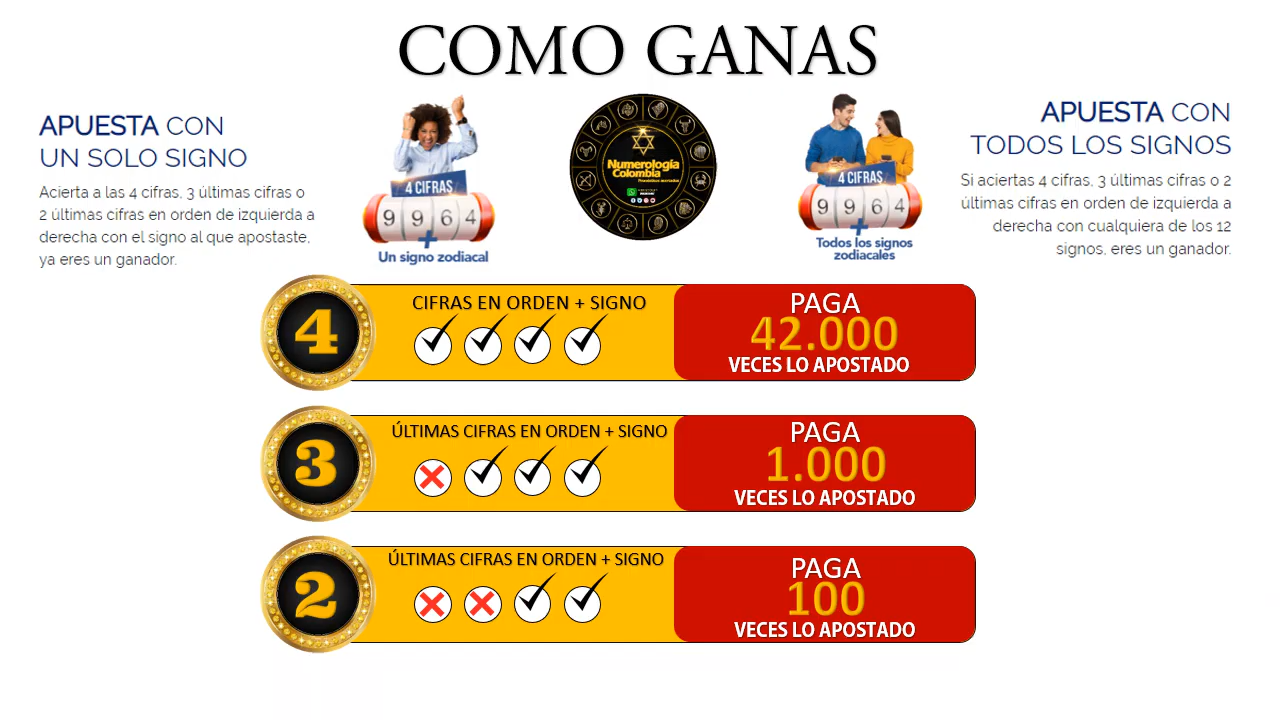 COMO GANAS
APUESTA CON
UN SOLO SIGNO
Acierta a las 4 cifras, 3 últimas cifras o
2 últimas cifras en orden de izquierda a
derecha con el signo al que apostaste,
ya eres un ganador.
4 CIFRAS
9 9 6 4
+
Un signo zodiacal
Numerología
Colombia
4 CIFRAS
9 9 6 4
+
Todos los signos
zodiacales
APUESTA CON
TODOS LOS SIGNOS
Si aciertas 4 cifras, 3 últimas cifras o 2
últimas cifras en orden de izquierda a
derecha con cualquiera de los 12
signos, eres un ganador.
4
CIFRAS EN ORDEN + SIGNO
PAGA
42.000
VECES LO APOSTADO
3
ÚLTIMAS CIFRAS EN ORDEN + SIGNO
PAGA
1.000
VECES LO APOSTADO
2
ÚLTIMAS CIFRAS EN ORDEN + SIGNO
PAGA
100
VECES LO APOSTADO